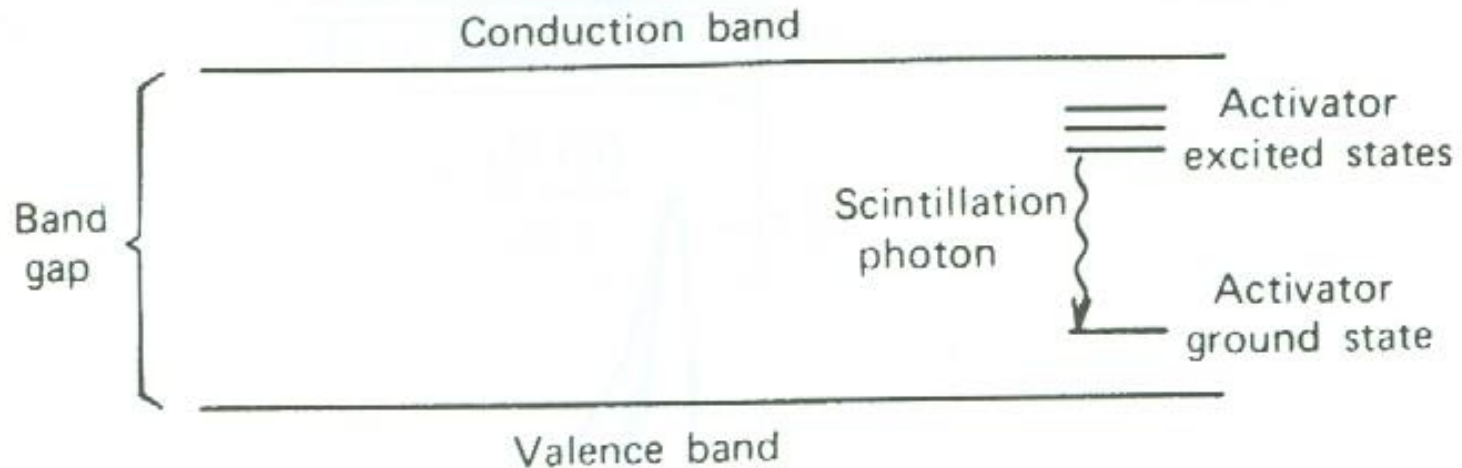 Conduction band
Activator
excited states
Scintillation
photon
Band
gap
Activator
ground state
Valence band